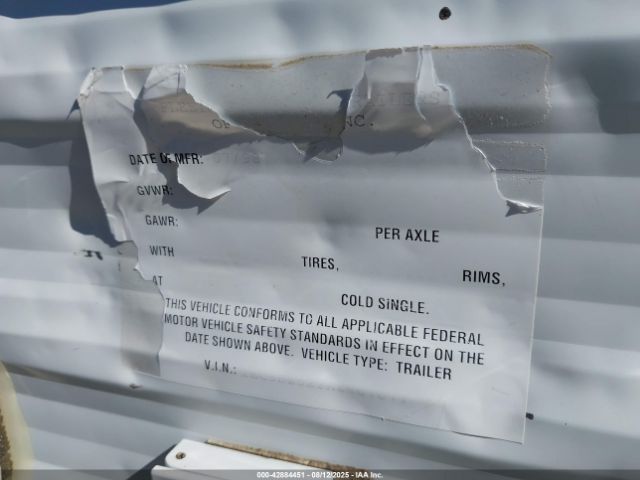 OF INC.
DATE OF MFR:
GVWR:
GAWR: PER AXLE
WITH TIRES, RIMS,
AT COLD SINGLE.
THIS VEHICLE CONFORMS TO ALL APPLICABLE FEDERAL
MOTOR VEHICLE SAFETY STANDARDS IN EFFECT ON THE
DATE SHOWN ABOVE. VEHICLE TYPE: TRAILER
V.I.N.:
000-42884451 - 08/12/2025 - IAA Inc.